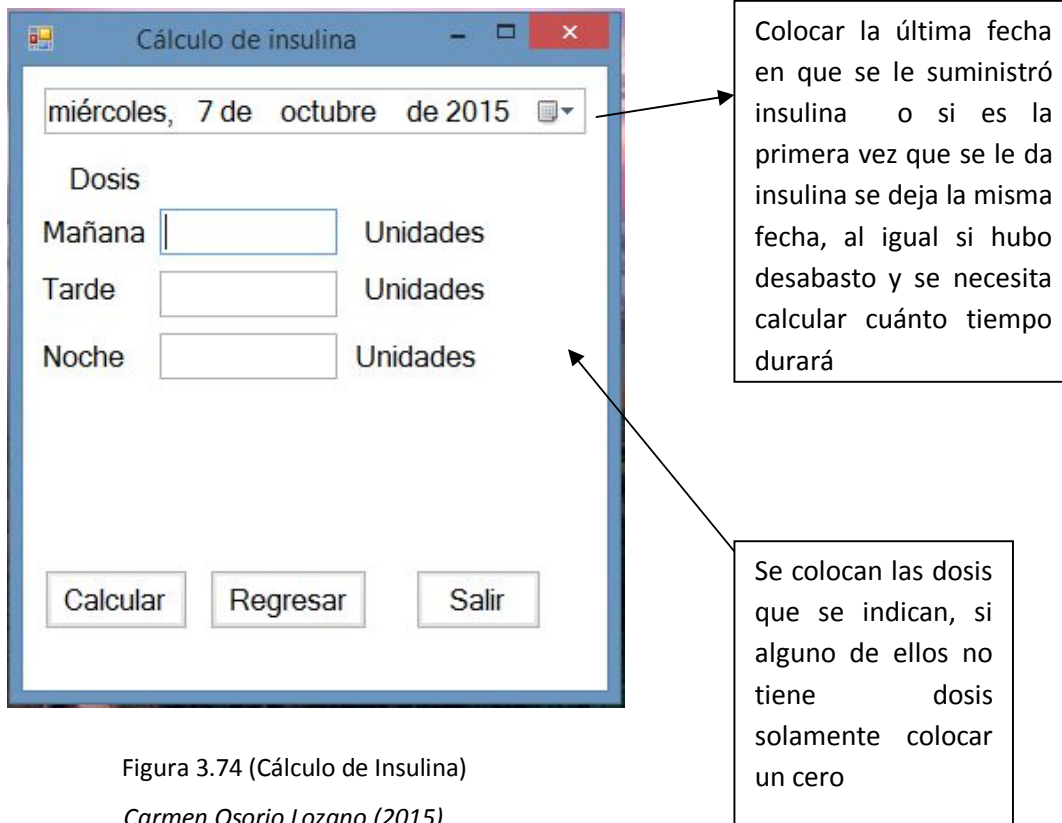 Cálculo de insulina
miércoles, 7 de octubre de 2015
Dosis
Mañana Unidades
Tarde Unidades
Noche Unidades
Calcular Regresar Salir
Colocar la última fecha
en que se le suministró
insulina o si es la
primera vez que se le da
insulina se deja la misma
fecha, al igual si hubo
desabasto y se necesita
calcular cuánto tiempo
durará
Se colocan las dosis
que se indican, si
alguno de ellos no
tiene dosis
solamente colocar
un cero
Figura 3.74 (Cálculo de Insulina)
Carmen Osorio Lozano (2015)